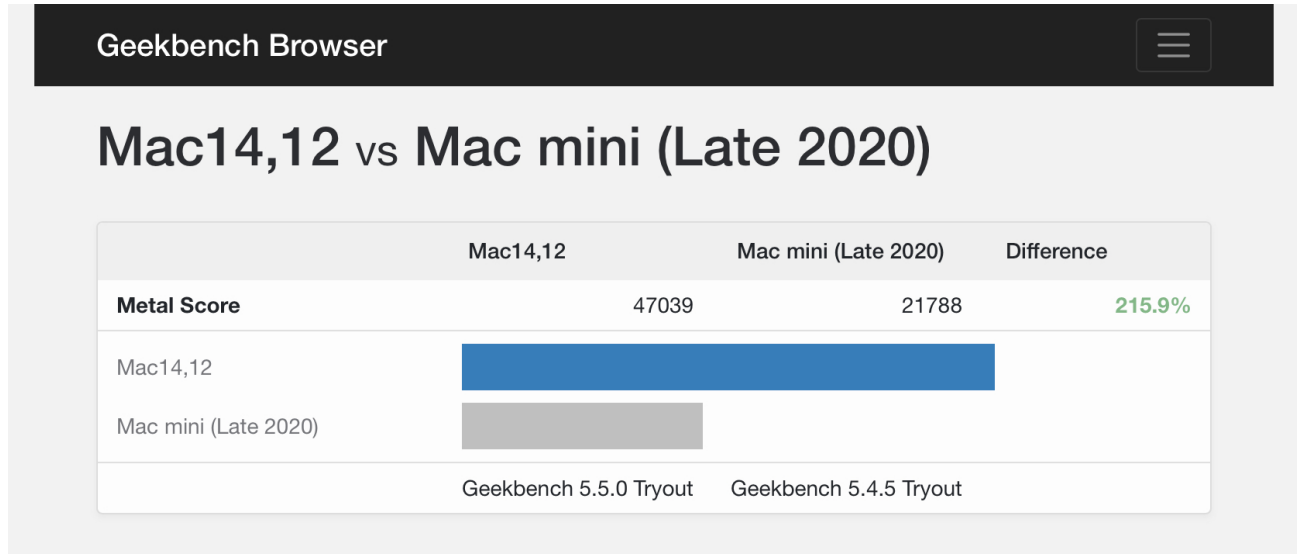 Geekbench Browser
Mac14,12 vs Mac mini (Late 2020)
Mac14,12 Mac mini (Late 2020) Difference
Metal Score 47039 21788 215.9%
Mac14,12
Mac mini (Late 2020)
Geekbench 5.5.0 Tryout Geekbench 5.4.5 Tryout